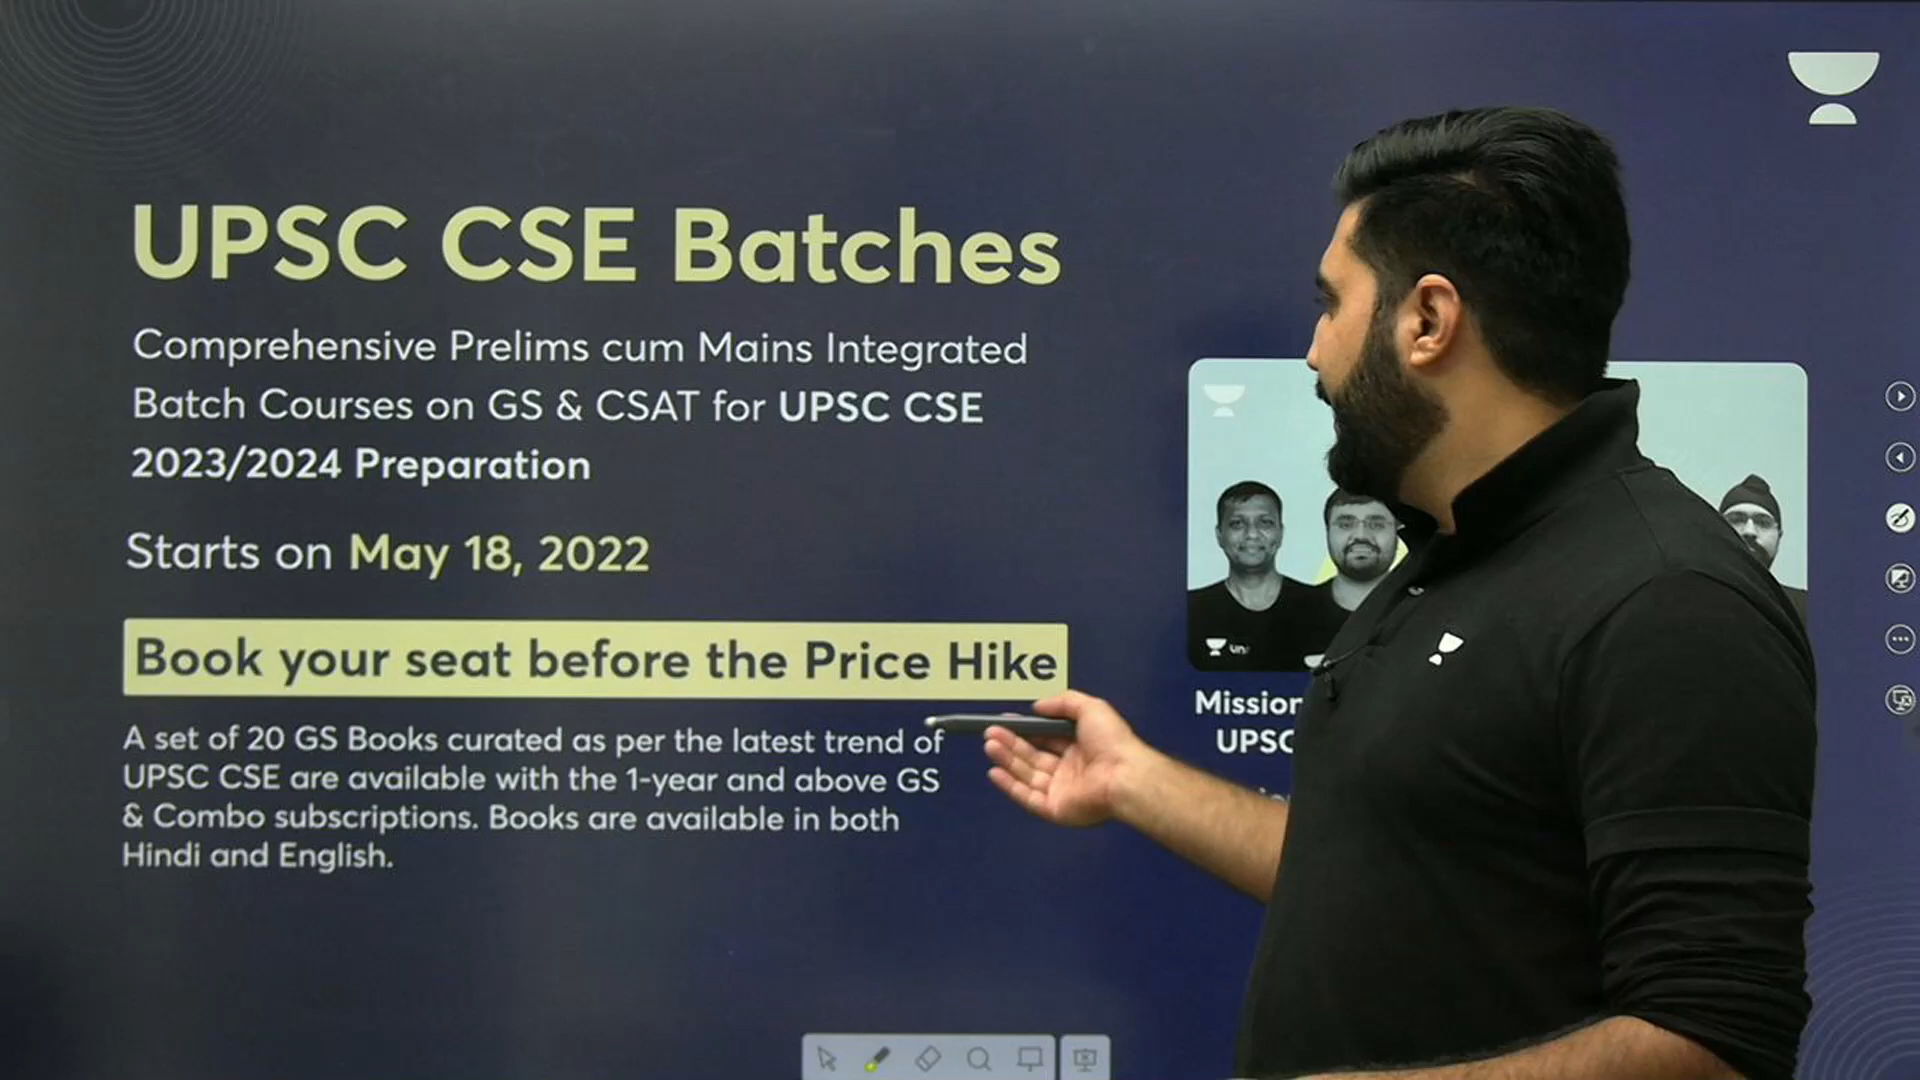 UPSC CSE Batches
Comprehensive Prelims cum Mains Integrated
Batch Courses on GS & CSAT for UPSC CSE
2023/2024 Preparation
Starts on May 18, 2022
Book your seat before the Price Hike
A set of 20 GS Books curated as per the latest trend of
UPSC CSE are available with the 1-year and above GS
& Combo subscriptions. Books are available in both
Hindi and English.
Mission
UPSC